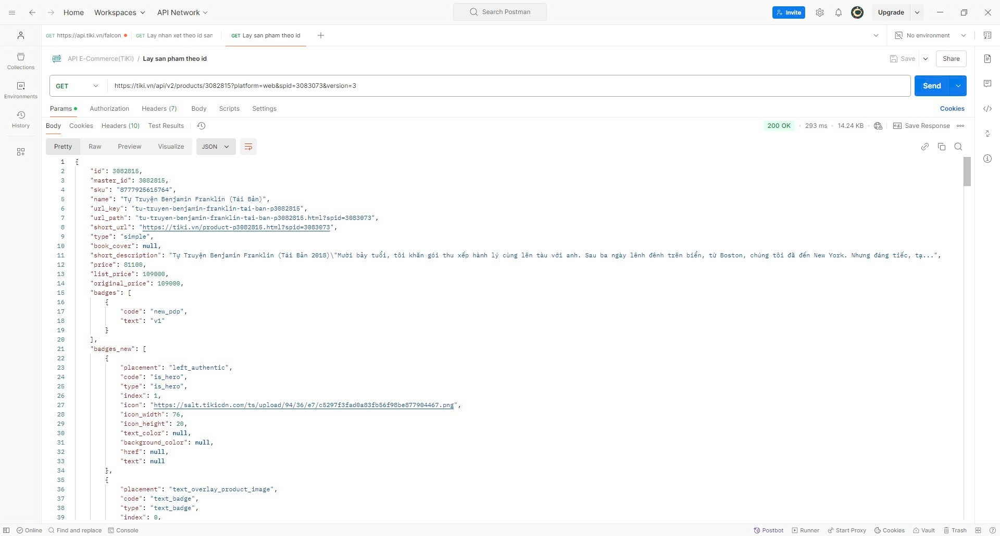 Home Workspaces API Network Search Postman Invite Upgrade
GET https://api.tiki.vn/falcon GET Lay nhan xet theo id san GET Lay san pham theo id No environment
HTTP API E-Commerce(TiKi) / Lay san pham theo id Save Share
Collections
Environments
History
GET https://tiki.vn/api/v2/products/3082815?platform=web&spid=3083073&version=3 Send
Params Authorization Headers (7) Body Scripts Settings Cookies
Body Cookies Headers (10) Test Results 200 OK 293 ms 14.24 KB e.g. Save Response
Pretty Raw Preview Visualize JSON
1 {
2 "id": 3082815,
3 "master_id": 3082815,
4 "sku": "8777925615764",
5 "name": "Tự Truyện Benjamin Franklin (Tái Bản)",
6 "url_key": "tu-truyen-benjamin-franklin-tai-ban-p3082815",
7 "url_path": "tu-truyen-benjamin-franklin-tai-ban-p3082815.html?spid=3083073",
8 "short_url": "https://tiki.vn/product-p3082815.html?spid=3083073",
9 "type": "simple",
10 "book_cover": null,
11 "short_description": "Tự Truyện Benjamin Franklin (Tái Bản 2018)\"Mười bảy tuổi, tôi khăn gói thu xếp hành lý cùng lên tàu với anh. Sau ba ngày lênh đênh trên biển, từ Boston, chúng tôi đã đến New York. Nhưng đáng tiếc, tạ...",
12 "price": 81100,
13 "list_price": 109000,
14 "original_price": 109000,
15 "badges": [
16 {
17 "code": "new_pdp",
18 "text": "v1"
19 }
20 ],
21 "badges_new": [
22 {
23 "placement": "left_authentic",
24 "code": "is_hero",
25 "type": "is_hero",
26 "index": 1,
27 "icon": "https://salt.tikicdn.com/ts/upload/94/36/e7/c5297f3fad0a83fb56f98be877904467.png",
28 "icon_width": 76,
29 "icon_height": 20,
30 "text_color": null,
31 "background_color": null,
32 "href": null,
33 "text": null
34 },
35 {
36 "placement": "text_overlay_product_image",
37 "code": "text_badge",
38 "type": "text_badge",
39 "index": 0,
Online Find and replace Console Postbot Runner Start Proxy Cookies Vault Trash